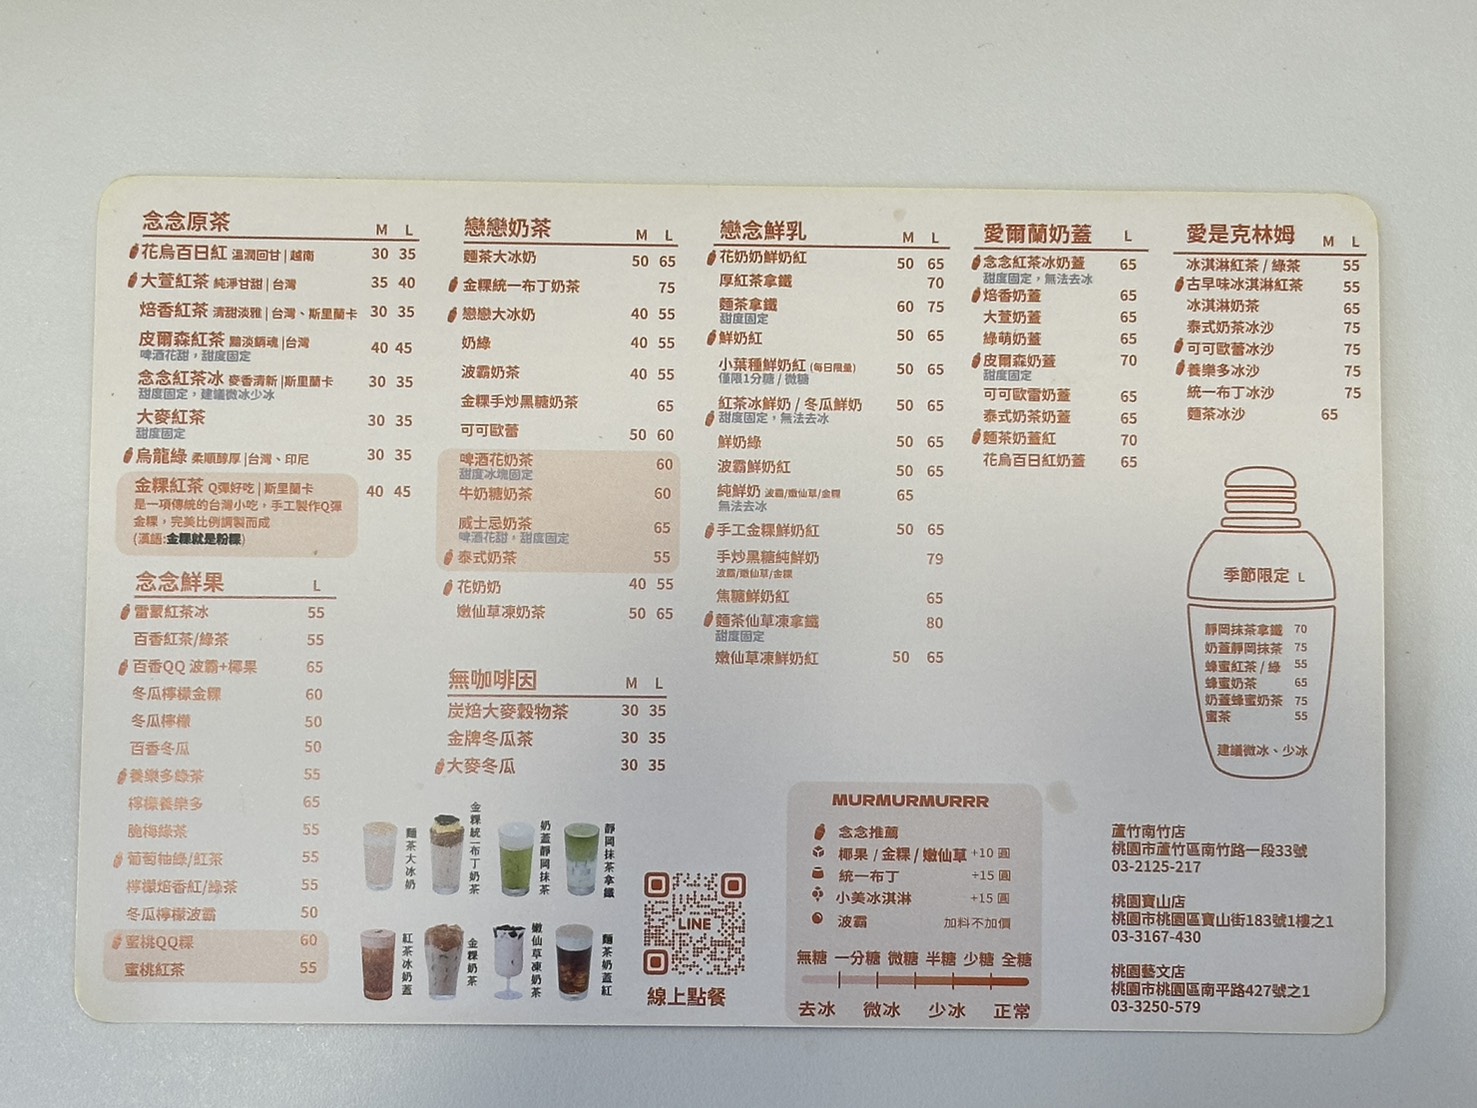 念念原茶 M L
花烏百日紅 溫潤回甘 | 越南 30 35
大萱紅茶 純淨甘甜 | 台灣 35 40
焙香紅茶 清甜淡雅 | 台灣、斯里蘭卡 30 35
皮爾森紅茶 黯淡銷魂 | 台灣 40 45
啤酒花甜，甜度固定
念念紅茶冰 麥香清新 | 斯里蘭卡 30 35
甜度固定，建議微冰少冰
大麥紅茶 30 35
甜度固定
烏龍綠 柔順醇厚 | 台灣、印尼 30 35
金粿紅茶 Q彈好吃 | 斯里蘭卡 40 45
是一項傳統的台灣小吃，手工製作Q彈
金粿，完美比例調製而成
(漢語:金粿就是粉粿)
念念鮮果 L
雷蒙紅茶冰 55
百香紅茶/綠茶 55
百香QQ 波霸+椰果 65
冬瓜檸檬金粿 60
冬瓜檸檬 50
百香冬瓜 50
養樂多綠茶 55
檸檬養樂多 65
脆梅綠茶 55
葡萄柚綠/紅茶 55
檸檬焙香紅/綠茶 55
冬瓜檸檬波霸 50
蜜桃QQ粿 60
蜜桃紅茶 55
戀戀奶茶 M L
麵茶大冰奶 50 65
金粿統一布丁奶茶 75
戀戀大冰奶 40 55
奶綠 40 55
波霸奶茶 40 55
金粿手炒黑糖奶茶 65
可可歐蕾 50 60
啤酒花奶茶 60
甜度冰塊固定
牛奶糖奶茶 60
威士忌奶茶 65
啤酒花甜，甜度固定
泰式奶茶 55
花奶奶 40 55
嫩仙草凍奶茶 50 65
無咖啡因 M L
炭焙大麥穀物茶 30 35
金牌冬瓜茶 30 35
大麥冬瓜 30 35
麵茶大冰奶
金粿統一布丁奶茶
奶蓋靜岡抹茶
靜岡抹茶拿鐵
紅茶冰奶蓋
金粿奶茶
嫩仙草凍奶茶
麵茶奶蓋紅
LINE
線上點餐
戀念鮮乳 M L
花奶奶鮮奶紅 50 65
厚紅茶拿鐵 70
麵茶拿鐵 60 75
甜度固定
鮮奶紅 50 65
小葉種鮮奶紅 (每日限量) 50 65
僅限1分糖 / 微糖
紅茶冰鮮奶 / 冬瓜鮮奶 50 65
甜度固定，無法去冰
鮮奶綠 50 65
波霸鮮奶紅 50 65
純鮮奶 波霸/嫩仙草/金粿 65
無法去冰
手工金粿鮮奶紅 50 65
手炒黑糖純鮮奶 79
波霸/嫩仙草/金粿
焦糖鮮奶紅 65
麵茶仙草凍拿鐵 80
甜度固定
嫩仙草凍鮮奶紅 50 65
愛爾蘭奶蓋 L
念念紅茶冰奶蓋 65
甜度固定，無法去冰
焙香奶蓋 65
大萱奶蓋 65
綠萌奶蓋 65
皮爾森奶蓋 70
甜度固定
可可歐蕾奶蓋 65
泰式奶茶奶蓋 65
麵茶奶蓋紅 70
花烏百日紅奶蓋 65
愛是克林姆 M L
冰淇淋紅茶 / 綠茶 55
古早味冰淇淋紅茶 55
冰淇淋奶茶 65
泰式奶茶冰沙 75
可可歐蕾冰沙 75
養樂多冰沙 75
統一布丁冰沙 75
麵茶冰沙 65
季節限定 L
靜岡抹茶拿鐵 70
奶蓋靜岡抹茶 75
蜂蜜紅茶 / 綠 55
蜂蜜奶茶 65
奶蓋蜂蜜奶茶 75
蜜茶 55
建議微冰、少冰
MURMURMURRR
念念推薦
椰果 / 金粿 / 嫩仙草 +10 圓
統一布丁 +15 圓
小美冰淇淋 +15 圓
波霸 加料不加價
無糖 一分糖 微糖 半糖 少糖 全糖
去冰 微冰 少冰 正常
蘆竹南竹店
桃園市蘆竹區南竹路一段33號
03-2125-217
桃園寶山店
桃園市桃園區寶山街183號1樓之1
03-3167-430
桃園藝文店
桃園市桃園區南平路427號之1
03-3250-579